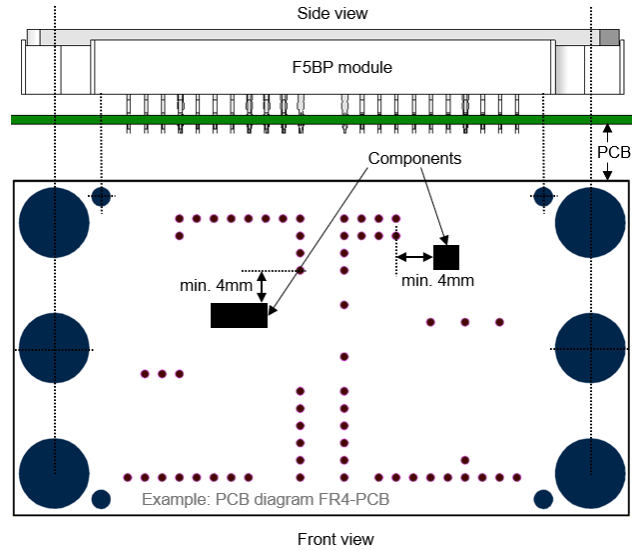 Side view
F5BP module
PCB
Components
min. 4mm
min. 4mm
Example: PCB diagram FR4-PCB
Front view